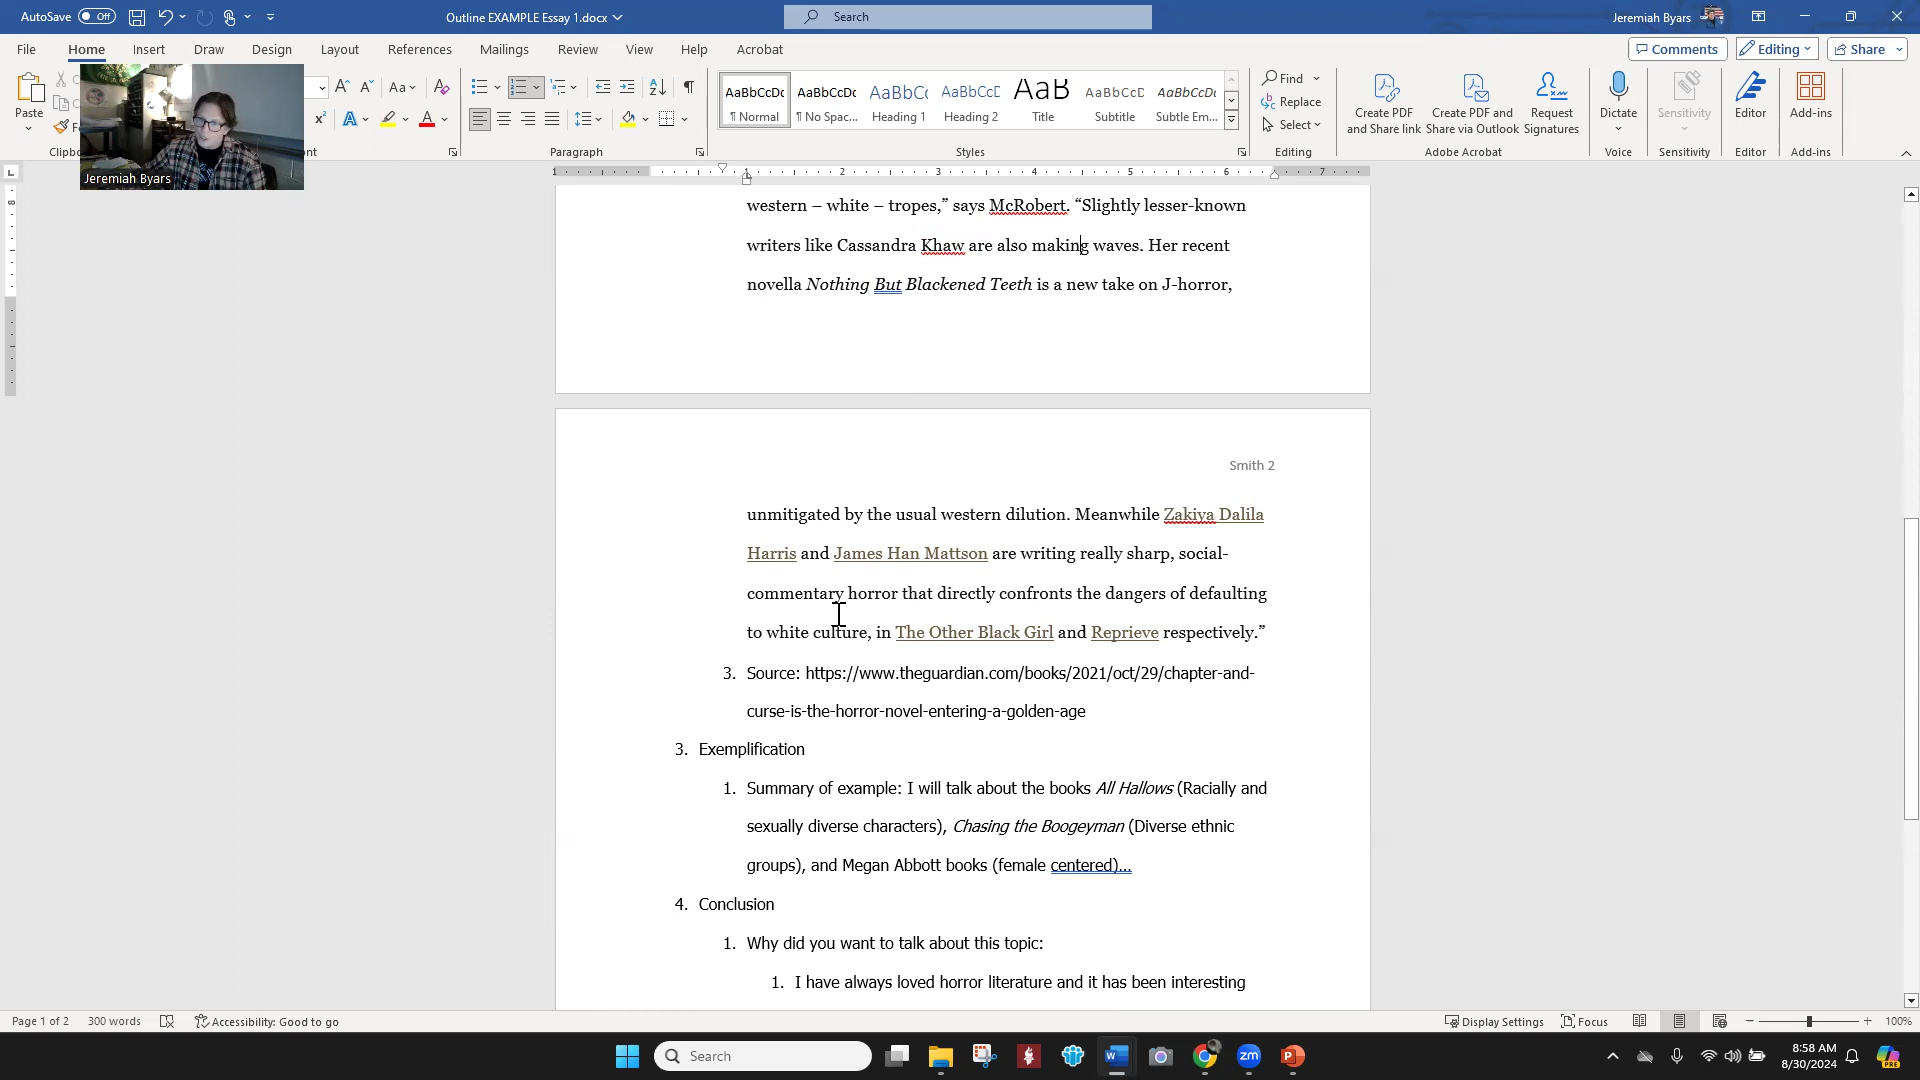 AutoSave Off
Outline EXAMPLE Essay 1.docx
Search
Jeremiah Byars
File Home Insert Draw Design Layout References Mailings Review View Help Acrobat
Comments Editing Share
Paste
Aa
Paragraph
AaBbCcDc ¶ Normal
AaBbCcDc ¶ No Spac...
AaBbC Heading 1
AaBbCcC Heading 2
AaB Title
AaBbCcD Subtitle
AaBbCcDc Subtle Em...
Styles
Find
Replace
Select
Editing
Create PDF and Share link
Create PDF and Share via Outlook
Request Signatures
Adobe Acrobat
Dictate
Voice
Sensitivity
Sensitivity
Editor
Editor
Add-ins
Add-ins
Jeremiah Byars
1 1 2 3 4 5 6 7
western – white – tropes,” says McRobert. “Slightly lesser-known
writers like Cassandra Khaw are also making waves. Her recent
novella Nothing But Blackened Teeth is a new take on J-horror,
Smith 2
unmitigated by the usual western dilution. Meanwhile Zakiya Dalila
Harris and James Han Mattson are writing really sharp, social-
commentary horror that directly confronts the dangers of defaulting
to white culture, in The Other Black Girl and Reprieve respectively.”
3. Source: https://www.theguardian.com/books/2021/oct/29/chapter-and-
curse-is-the-horror-novel-entering-a-golden-age
3. Exemplification
1. Summary of example: I will talk about the books All Hallows (Racially and
sexually diverse characters), Chasing the Boogeyman (Diverse ethnic
groups), and Megan Abbott books (female centered)...
4. Conclusion
1. Why did you want to talk about this topic:
1. I have always loved horror literature and it has been interesting
Page 1 of 2 300 words Accessibility: Good to go
Display Settings Focus 100%
Search
8:58 AM
8/30/2024